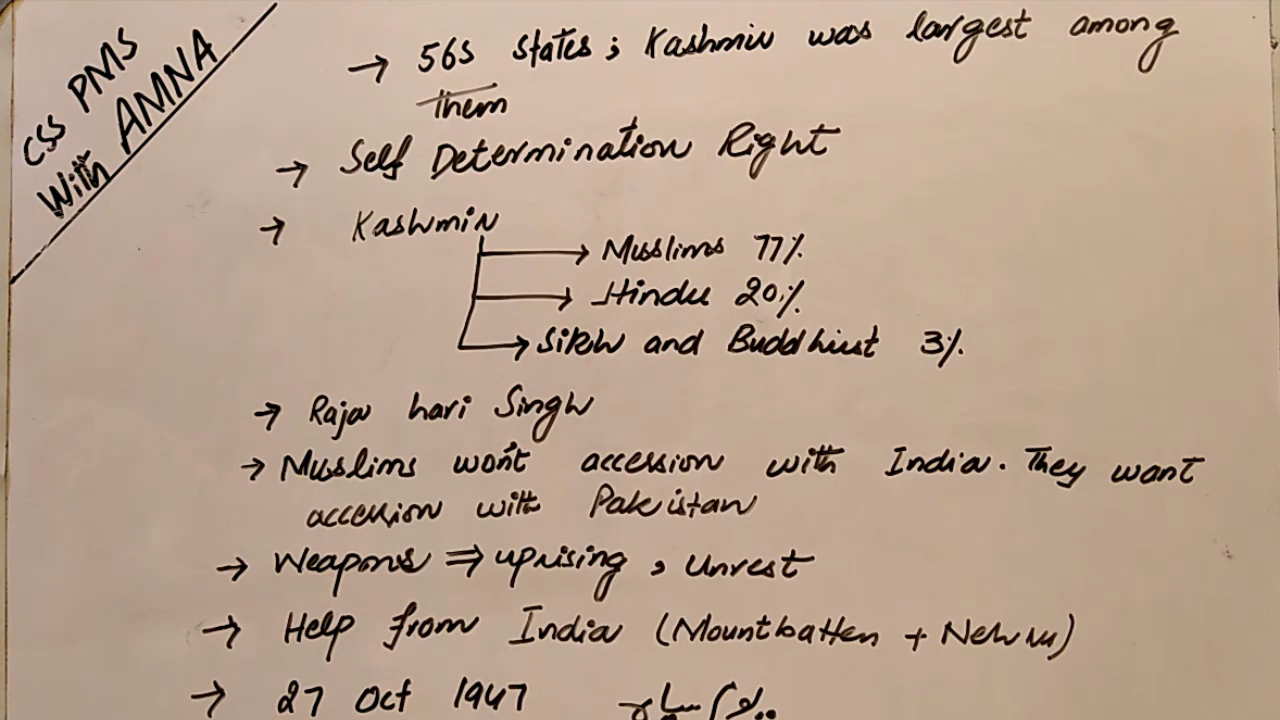 CSS PMS
With AMNA
→ 565 States ; Kashmir was largest among
them
→ Self Determination Right
→ Kashmir
→ Muslims 77%
→ Hindu 20%
→ Sikh and Buddhist 3%
→ Raja hari Singh
→ Muslims won't accession with India. They want
accession with Pakistan
→ Weapons ⇒ uprising , Unrest
→ Help from India (Mountbatten + Nehru)
→ 27 Oct 1947